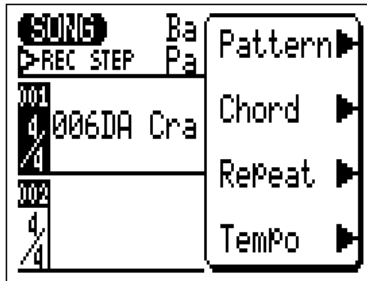 SONG Ba
▷REC STEP Pa
001
4/4 006DA Cra
002
4/4
Pattern▶
Chord ▶
Repeat ▶
Tempo ▶